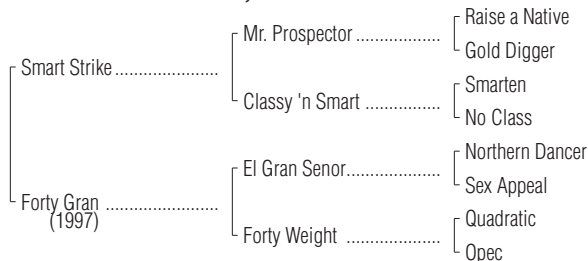 Raise a Native
Mr. Prospector ..................
Gold Digger
Smart Strike ......................
Smarten
Classy 'n Smart ................
No Class
Northern Dancer
El Gran Senor....................
Sex Appeal
Forty Gran ........................
(1997)
Quadratic
Forty Weight ....................
Opec